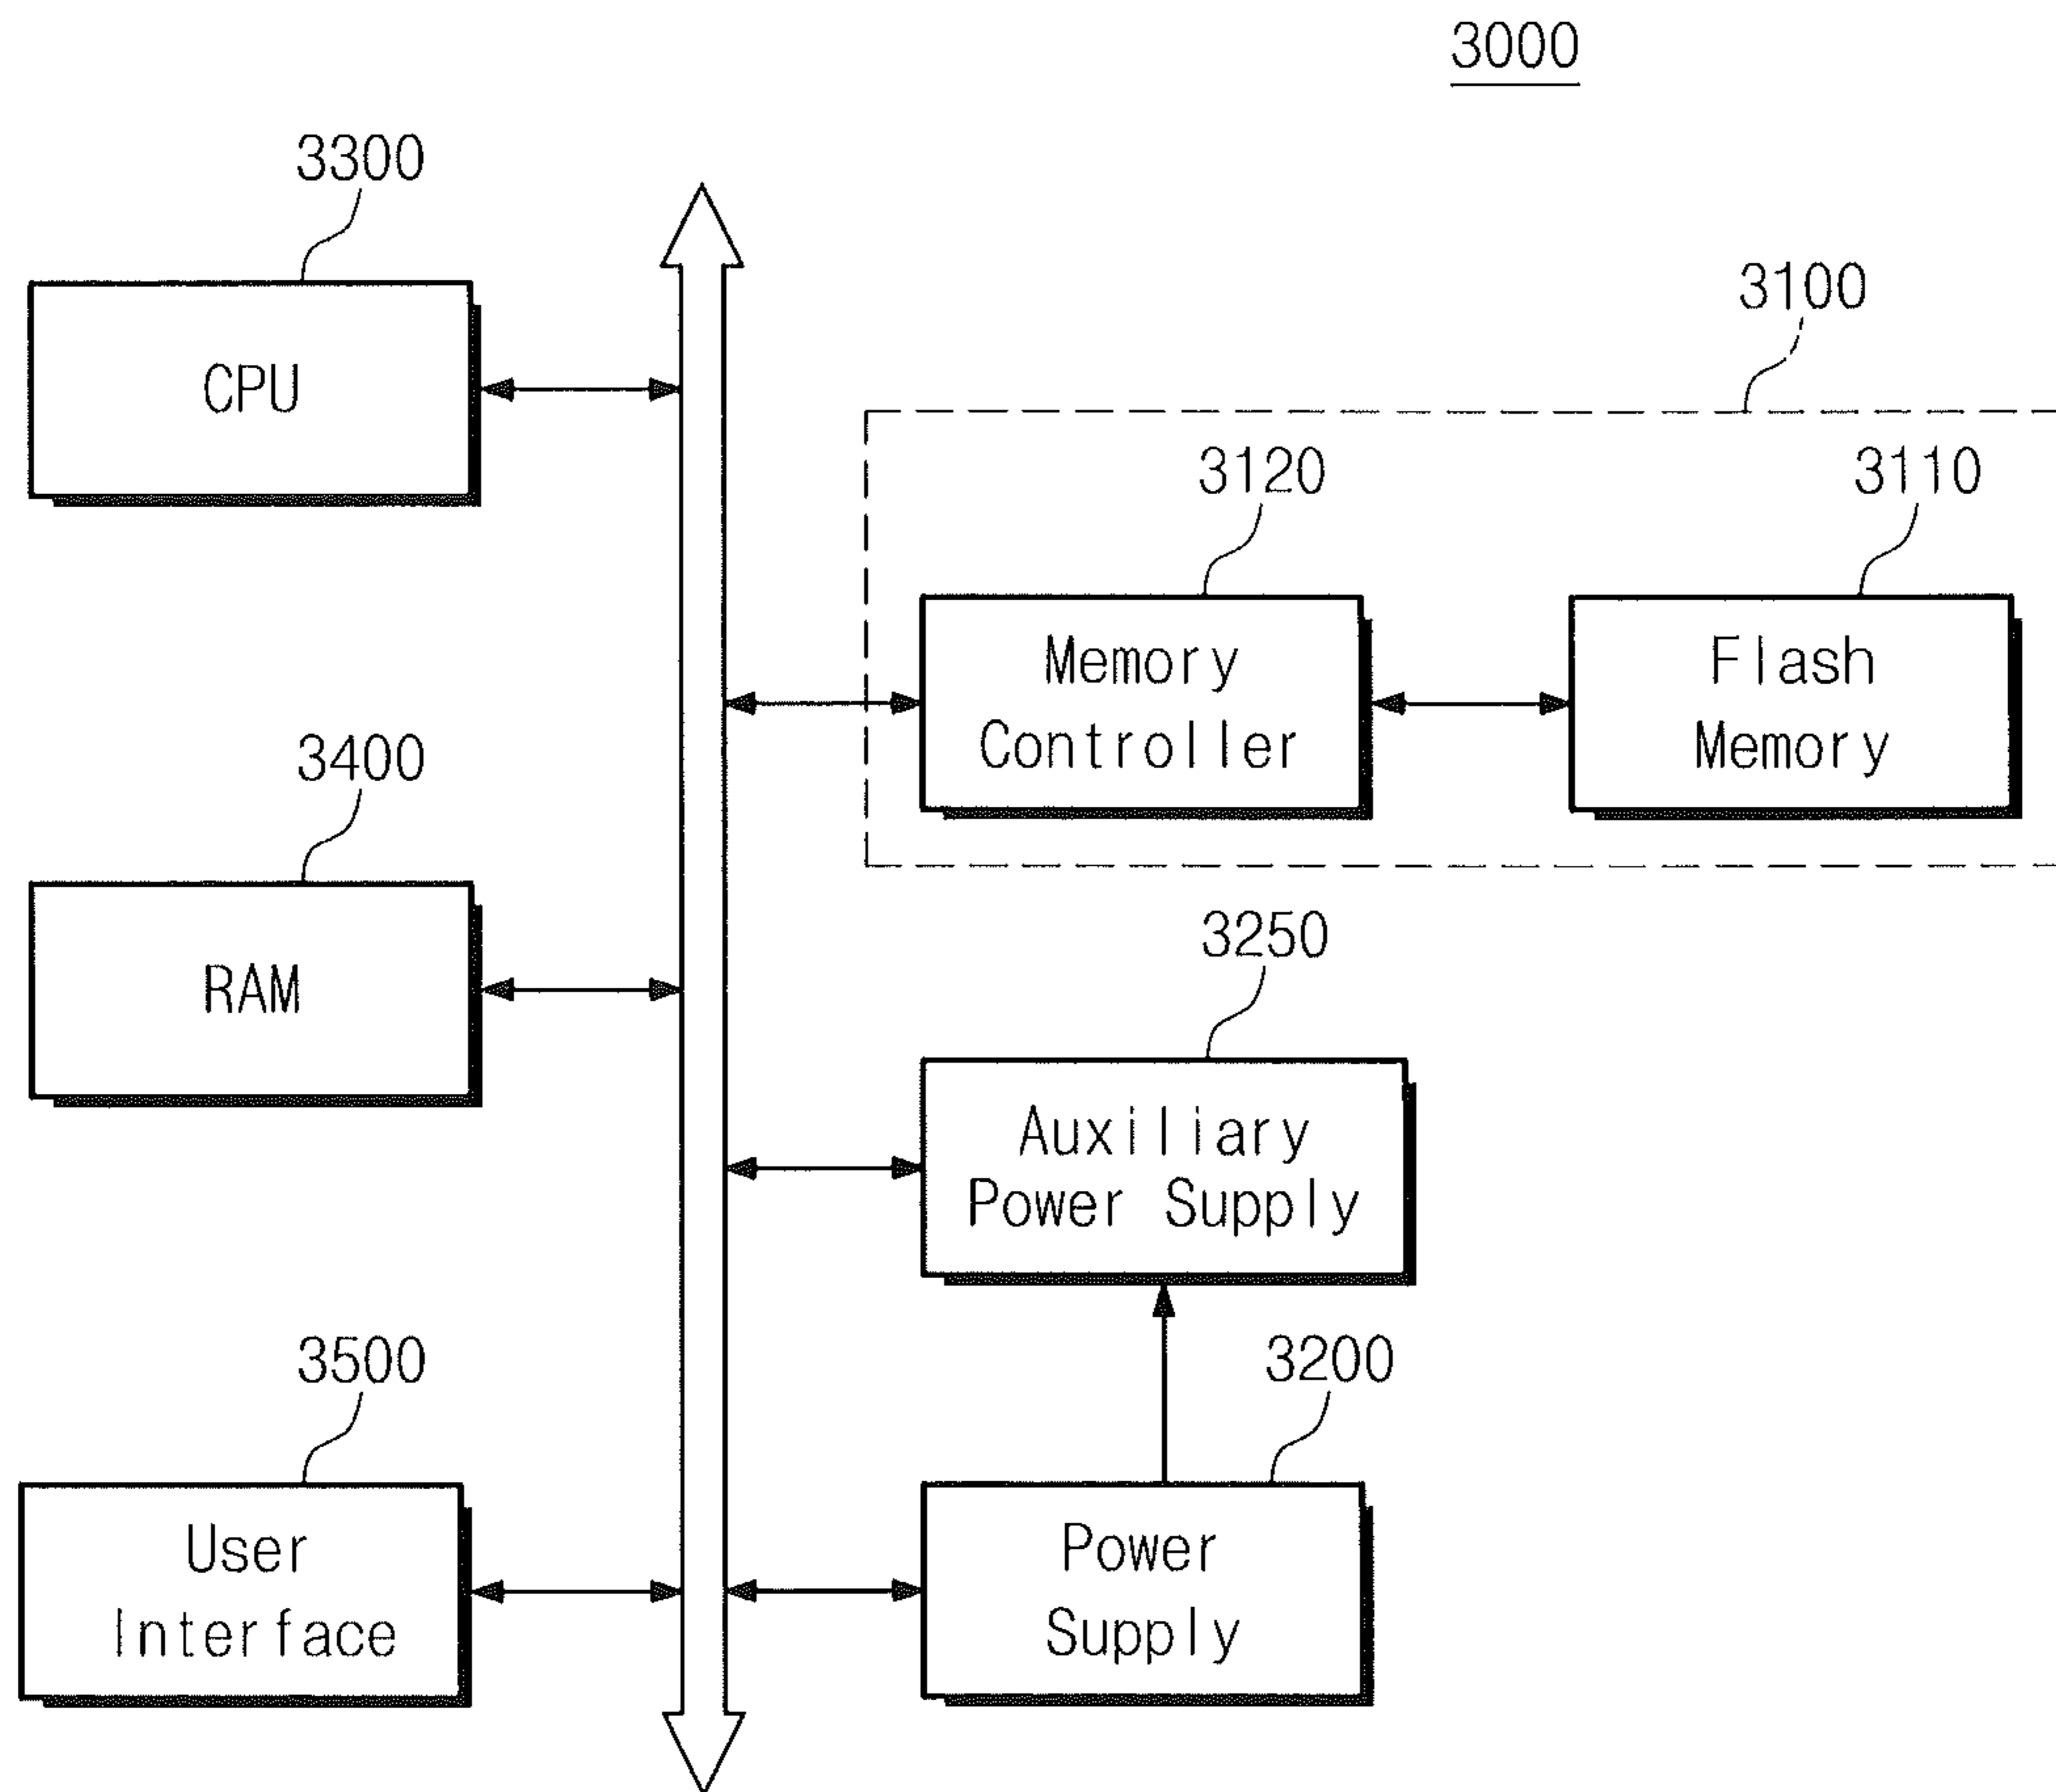 3000
3300
CPU
3100
3120
3110
Memory
Controller
Flash
Memory
3400
RAM
3250
Auxiliary
Power Supply
3500
User
Interface
3200
Power
Supply